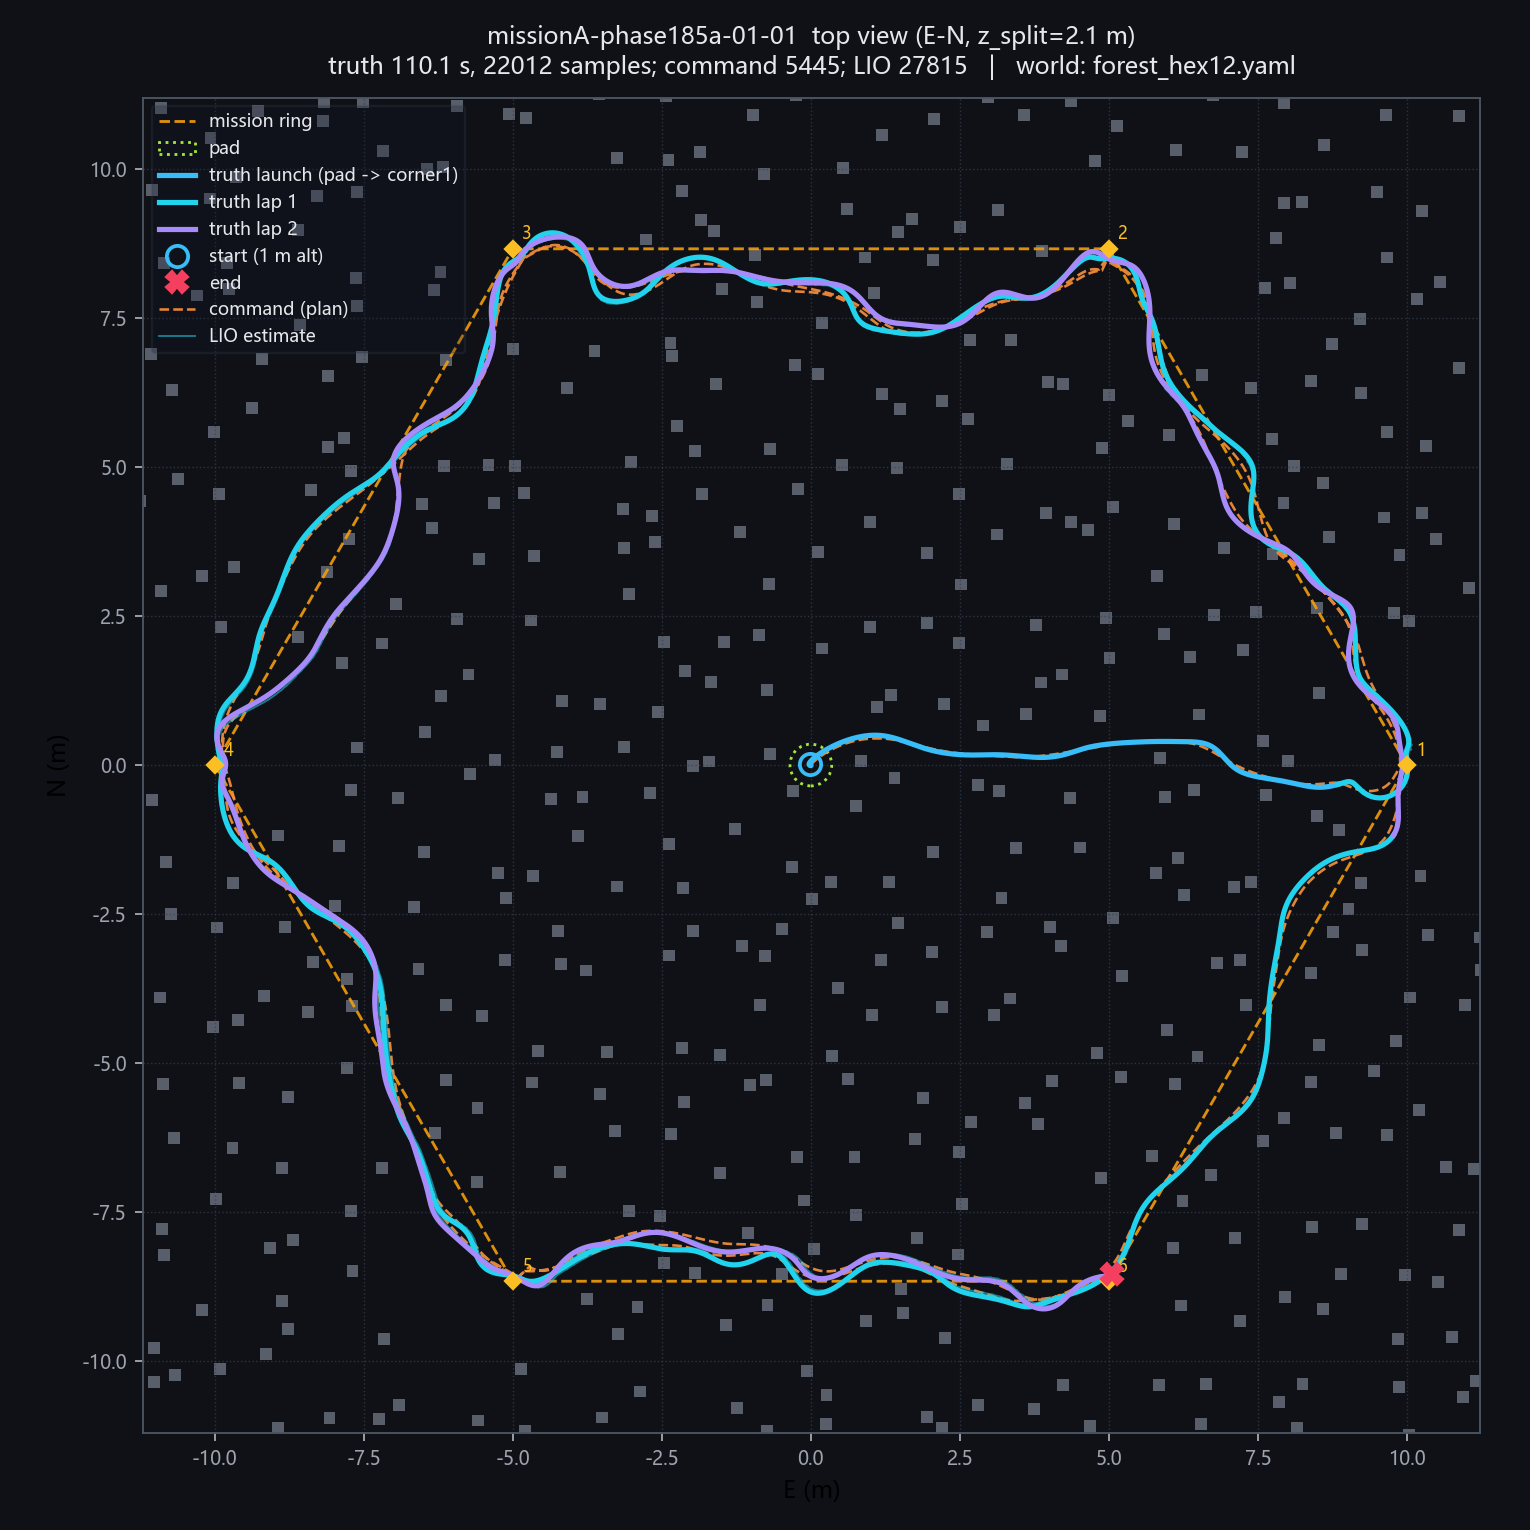 missionA-phase185a-01-01  top view (E-N, z_split=2.1 m)
truth 110.1 s, 22012 samples; command 5445; LIO 27815   |   world: forest_hex12.yaml
mission ring
pad
truth launch (pad -> corner1)
truth lap 1
truth lap 2
start (1 m alt)
end
command (plan)
LIO estimate
3
2
4
1
5
6
10.0
7.5
5.0
2.5
0.0
-2.5
-5.0
-7.5
-10.0
N (m)
-10.0
-7.5
-5.0
-2.5
0.0
2.5
5.0
7.5
10.0
E (m)